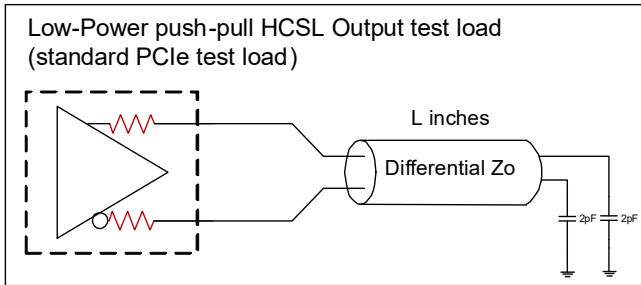 Low-Power push-pull HCSL Output test load
(standard PCIe test load)
L inches
Differential Zo
2pF 2pF